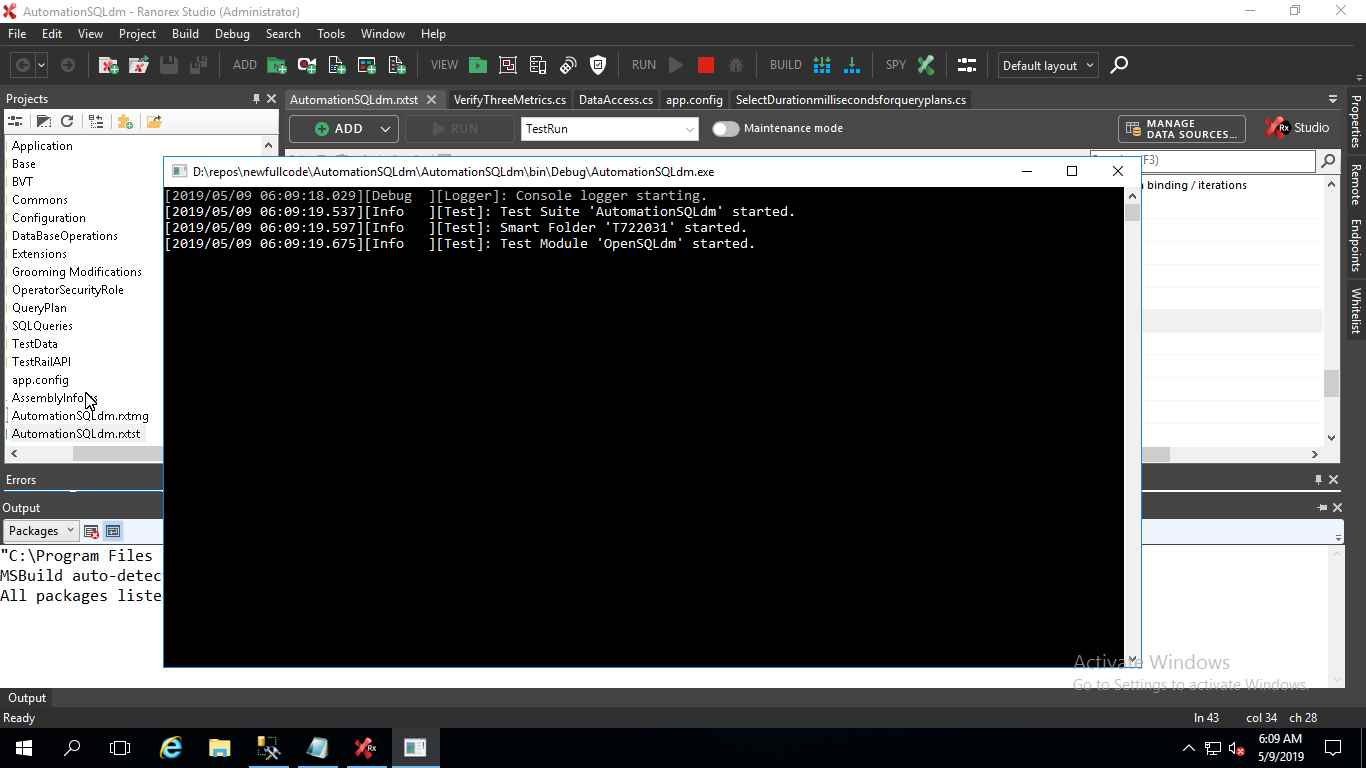 AutomationSQLdm - Ranorex Studio (Administrator)
File Edit View Project Build Debug Search Tools Window Help
ADD VIEW RUN BUILD SPY Default layout
Projects
AutomationSQLdm.rxtst VerifyThreeMetrics.cs DataAccess.cs app.config SelectDurationmillisecondsforqueryplans.cs
ADD RUN TestRun Maintenance mode MANAGE DATA SOURCES... Rx Studio
Application
Base
BVT
Commons
Configuration
DataBaseOperations
Extensions
Grooming Modifications
OperatorSecurityRole
QueryPlan
SQLQueries
TestData
TestRailAPI
app.config
AssemblyInfo
AutomationSQLdm.rxtmg
AutomationSQLdm.rxtst
D:\repos\newfullcode\AutomationSQLdm\AutomationSQLdm\bin\Debug\AutomationSQLdm.exe
[2019/05/09 06:09:18.029][Debug ][Logger]: Console logger starting.
[2019/05/09 06:09:19.537][Info ][Test]: Test Suite 'AutomationSQLdm' started.
[2019/05/09 06:09:19.597][Info ][Test]: Smart Folder 'T722031' started.
[2019/05/09 06:09:19.675][Info ][Test]: Test Module 'OpenSQLdm' started.
F3)
binding / iterations
Properties
Remote
Endpoints
Whitelist
Errors
Output
Packages
"C:\Program Files
MSBuild auto-detec
All packages liste
Activate Windows
Go to Settings to activate Windows.
Output
Ready ln 43 col 34 ch 28
6:09 AM
5/9/2019